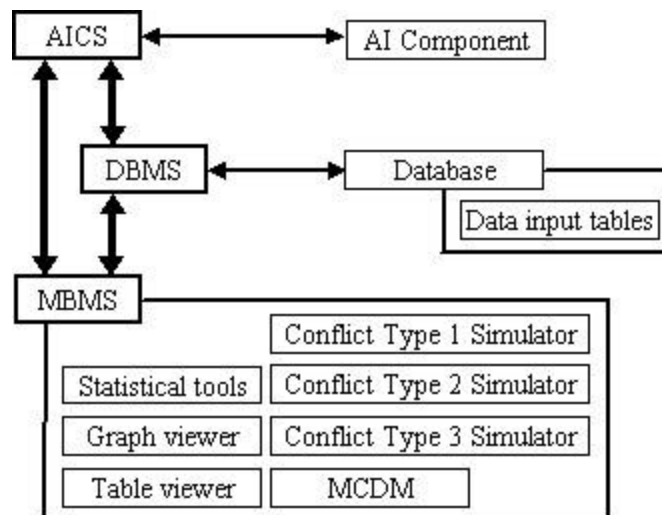 AICS
AI Component
DBMS
Database
Data input tables
MBMS
Conflict Type 1 Simulator
Statistical tools
Conflict Type 2 Simulator
Graph viewer
Conflict Type 3 Simulator
Table viewer
MCDM